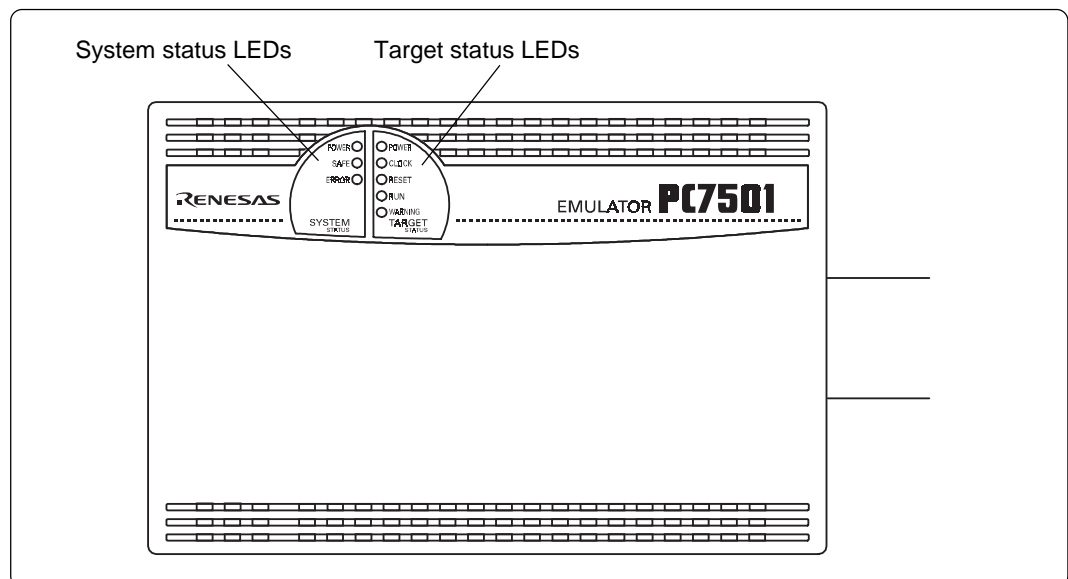 System status LEDs
Target status LEDs
POWER
SAFE
ERROR
SYSTEM
STATUS
POWER
CLOCK
RESET
RUN
WARNING
TARGET
STATUS
RENESAS
EMULATOR PC7501